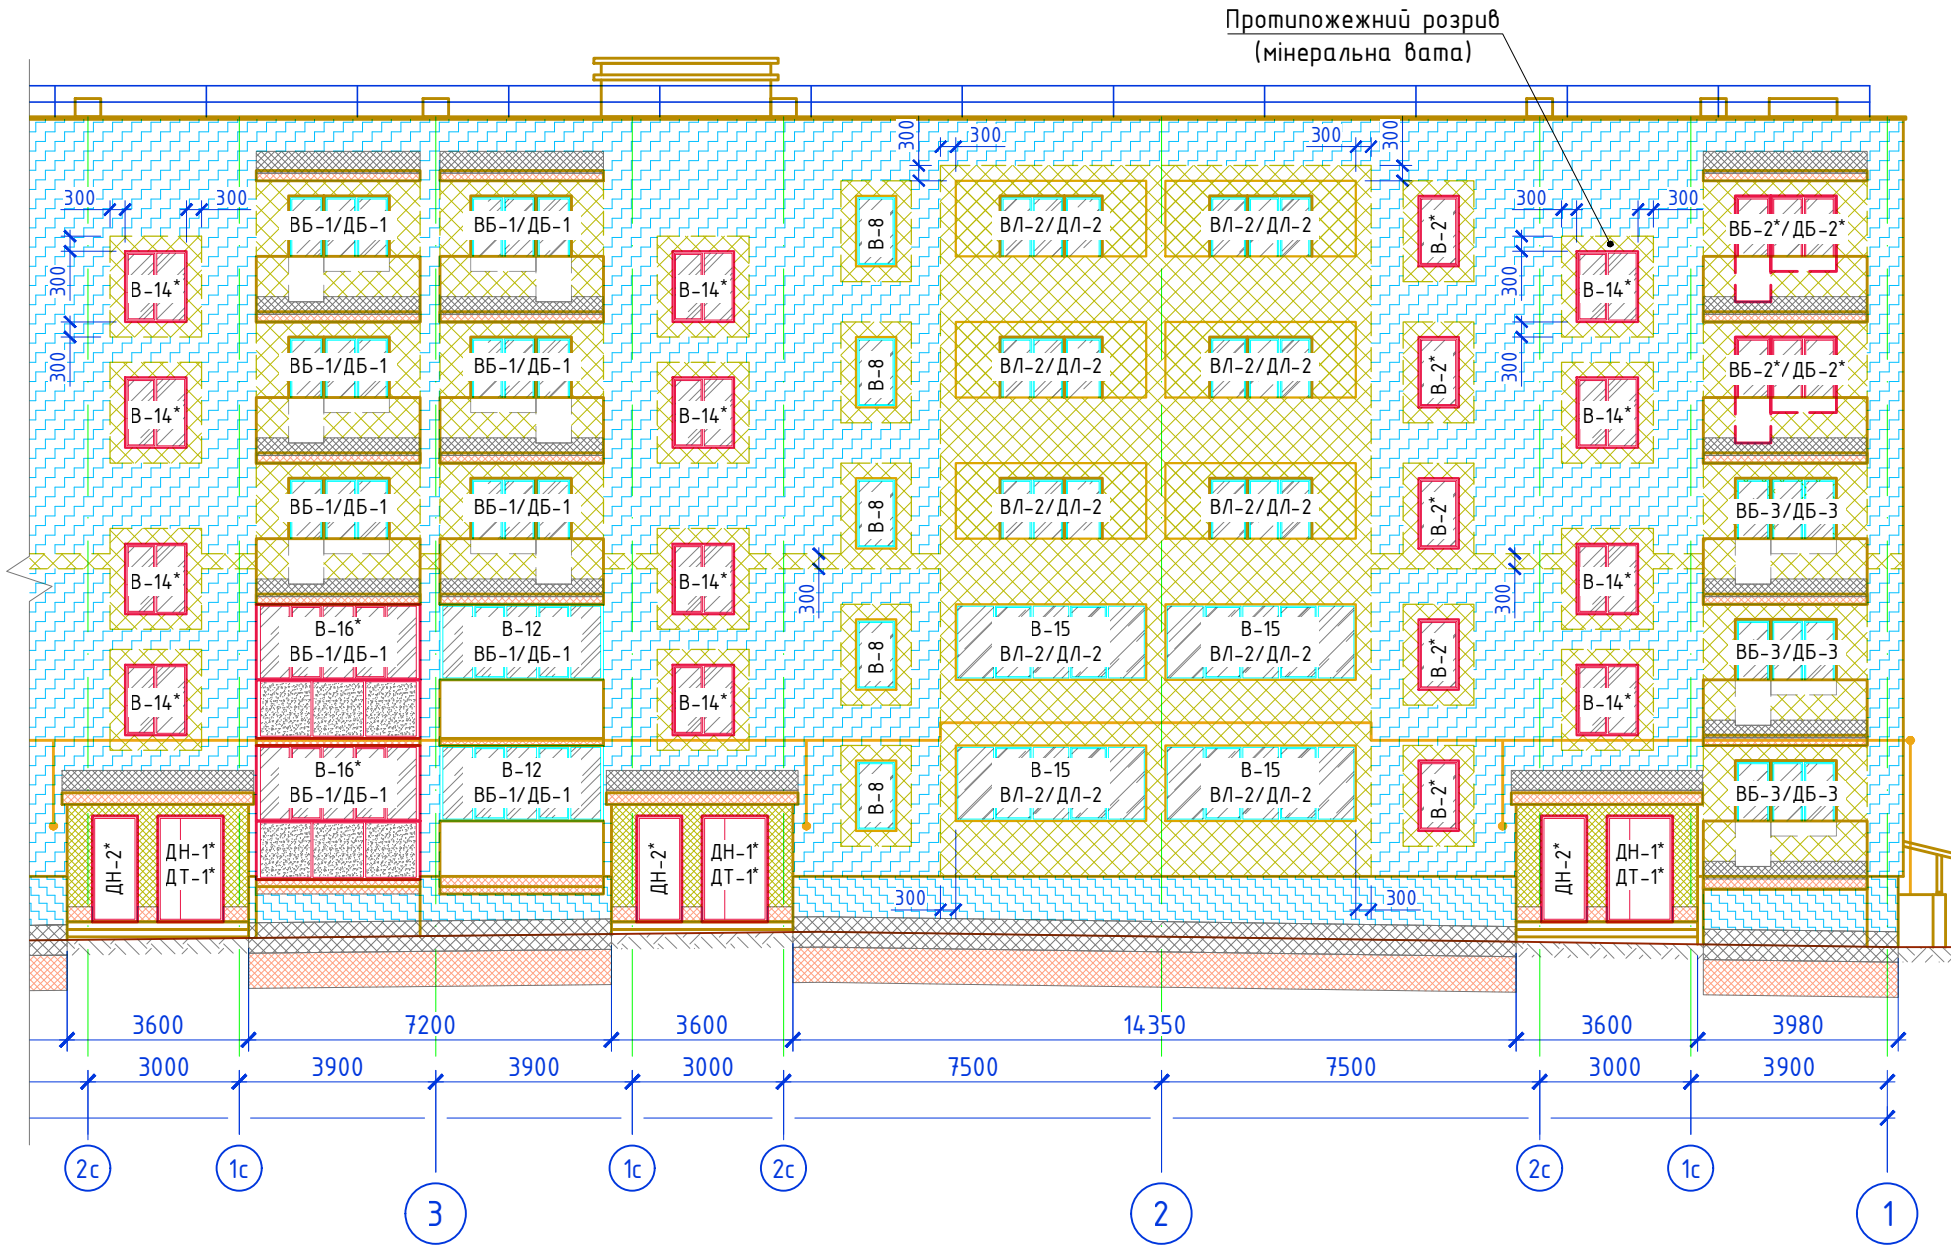 Протипожежний розрив
(мінеральна вата)
300
300
300
300
300
300
300
300
ВБ-1/ДБ-1
ВБ-1/ДБ-1
В-8
ВЛ-2/ДЛ-2
ВЛ-2/ДЛ-2
В-2*
ВБ-2*/ДБ-2*
300
300
В-14*
В-14*
В-14*
300
300
ВБ-1/ДБ-1
ВБ-1/ДБ-1
В-8
ВЛ-2/ДЛ-2
ВЛ-2/ДЛ-2
В-2*
ВБ-2*/ДБ-2*
В-14*
В-14*
В-14*
ВБ-1/ДБ-1
ВБ-1/ДБ-1
В-8
ВЛ-2/ДЛ-2
ВЛ-2/ДЛ-2
В-2*
ВБ-3/ДБ-3
В-14*
В-14*
В-14*
300
300
В-16*
ВБ-1/ДБ-1
В-12
ВБ-1/ДБ-1
В-8
В-15
ВЛ-2/ДЛ-2
В-15
ВЛ-2/ДЛ-2
В-2*
ВБ-3/ДБ-3
В-14*
В-14*
В-14*
В-16*
ВБ-1/ДБ-1
В-12
ВБ-1/ДБ-1
В-8
В-15
ВЛ-2/ДЛ-2
В-15
ВЛ-2/ДЛ-2
В-2*
ВБ-3/ДБ-3
ДН-2*
ДН-1*
ДТ-1*
ДН-2*
ДН-1*
ДТ-1*
ДН-2*
ДН-1*
ДТ-1*
300
300
3600
7200
3600
14350
3600
3980
3000
3900
3900
3000
7500
7500
3000
3900
2с
1с
1с
2с
2с
1с
3
2
1